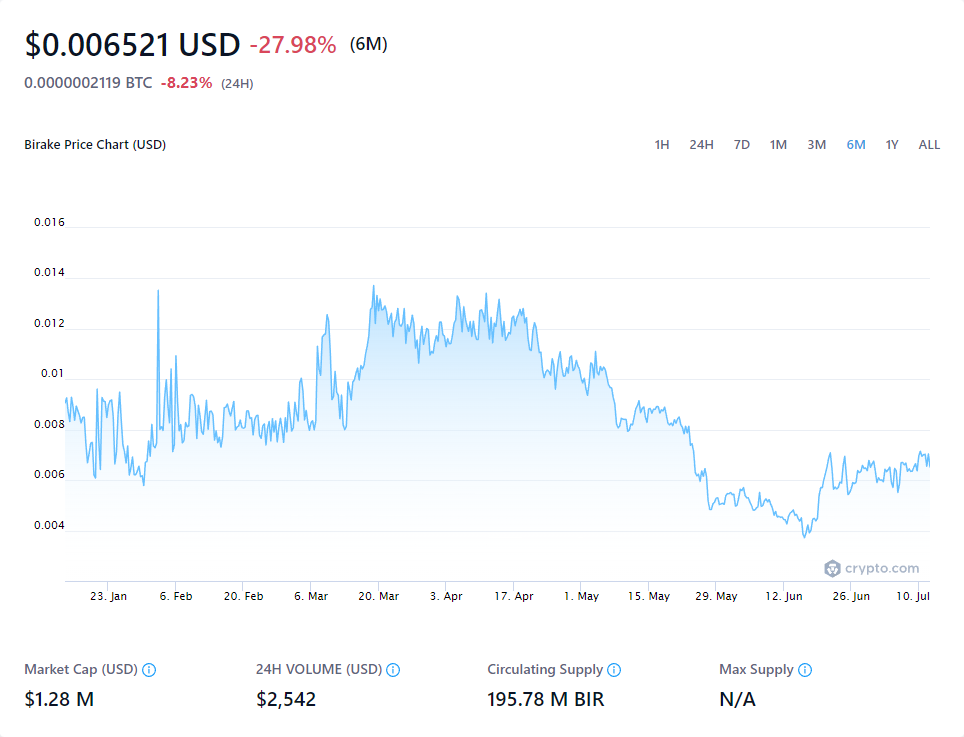 $0.006521 USD -27.98% (6M)
0.0000002119 BTC -8.23% (24H)
Birake Price Chart (USD) 1H 24H 7D 1M 3M 6M 1Y ALL
0.016
0.014
0.012
0.01
0.008
0.006
0.004
crypto.com
23. Jan 6. Feb 20. Feb 6. Mar 20. Mar 3. Apr 17. Apr 1. May 15. May 29. May 12. Jun 26. Jun 10. Jul
Market Cap (USD) 24H VOLUME (USD) Circulating Supply Max Supply
$1.28 M $2,542 195.78 M BIR N/A